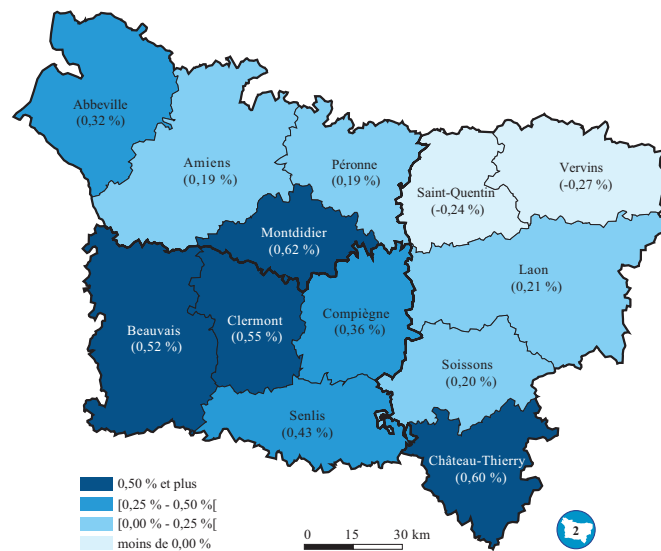 Abbeville
(0,32 %)
Amiens
(0,19 %)
Péronne
(0,19 %)
Saint-Quentin
(-0,24 %)
Vervins
(-0,27 %)
Montdidier
(0,62 %)
Laon
(0,21 %)
Beauvais
(0,52 %)
Clermont
(0,55 %)
Compiègne
(0,36 %)
Soissons
(0,20 %)
Senlis
(0,43 %)
Château-Thierry
(0,60 %)
0,50 % et plus
[0,25 % - 0,50 %[
[0,00 % - 0,25 %[
moins de 0,00 %
0 15 30 km
2